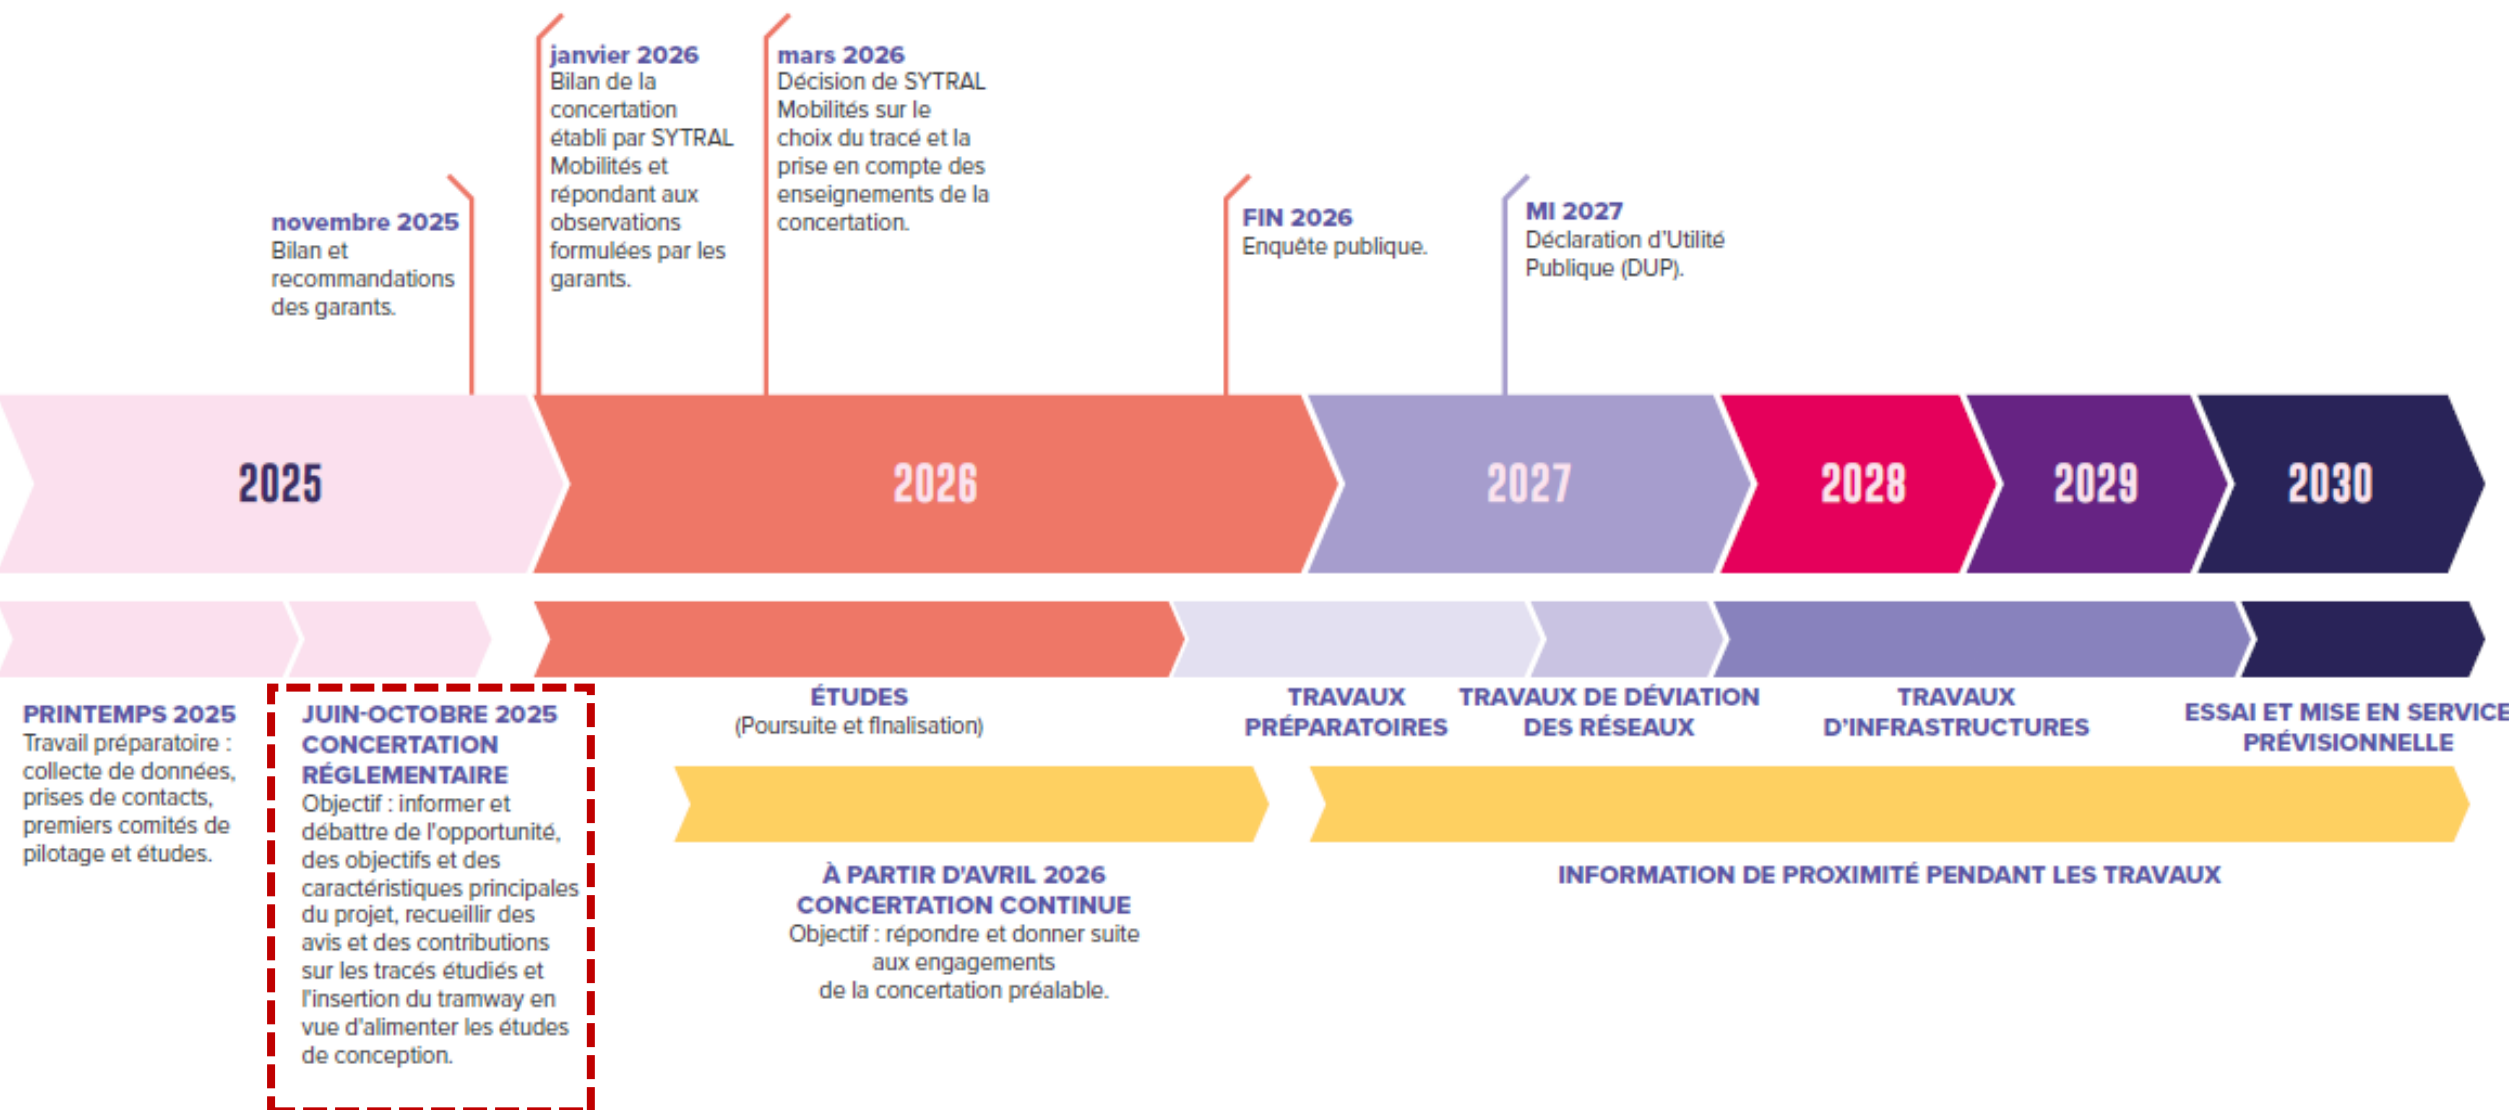 janvier 2026
Bilan de la
concertation
établi par SYTRAL
Mobilités et
répondant aux
observations
formulées par les
garants.
mars 2026
Décision de SYTRAL
Mobilités sur le
choix du tracé et la
prise en compte des
enseignements de la
concertation.
novembre 2025
Bilan et
recommandations
des garants.
FIN 2026
Enquête publique.
MI 2027
Déclaration d'Utilité
Publique (DUP).
2025
2026
2027
2028
2029
2030
PRINTEMPS 2025
Travail préparatoire :
collecte de données,
prises de contacts,
premiers comités de
pilotage et études.
JUIN-OCTOBRE 2025
CONCERTATION
RÉGLEMENTAIRE
Objectif : informer et
débattre de l'opportunité,
des objectifs et des
caractéristiques principales
du projet, recueillir des
avis et des contributions
sur les tracés étudiés et
l'insertion du tramway en
vue d'alimenter les études
de conception.
ÉTUDES
(Poursuite et finalisation)
TRAVAUX
PRÉPARATOIRES
TRAVAUX DE DÉVIATION
DES RÉSEAUX
TRAVAUX
D'INFRASTRUCTURES
ESSAI ET MISE EN SERVICE
PRÉVISIONNELLE
À PARTIR D'AVRIL 2026
CONCERTATION CONTINUE
Objectif : répondre et donner suite
aux engagements
de la concertation préalable.
INFORMATION DE PROXIMITÉ PENDANT LES TRAVAUX